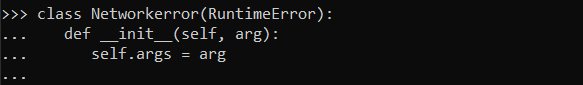 >>> class Networkerror(RuntimeError):
...    def __init__(self, arg):
...       self.args = arg
...